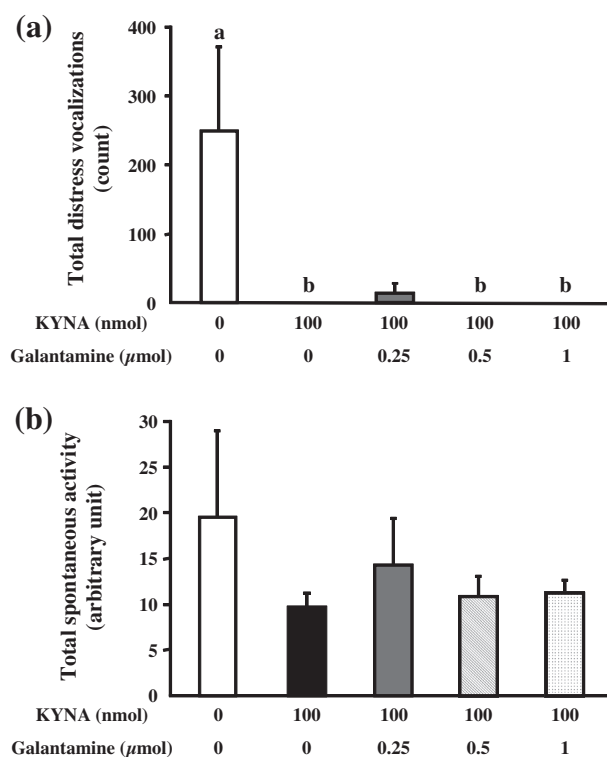 (a)
Total distress vocalizations
(count)
400
300
200
100
0
a
b
b
b
KYNA (nmol) 0 100 100 100 100
Galantamine (µmol) 0 0 0.25 0.5 1
(b)
Total spontaneous activity
(arbitrary unit)
30
25
20
15
10
5
0
KYNA (nmol) 0 100 100 100 100
Galantamine (µmol) 0 0 0.25 0.5 1